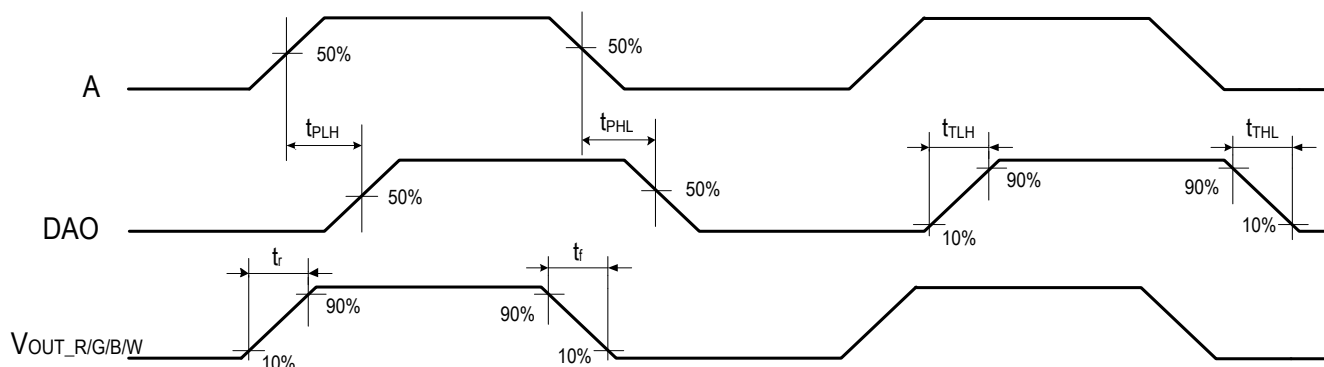 A
50%
50%
tPLH
tPHL
tTLH
tTHL
DAO
50%
50%
90%
90%
10%
10%
tr
tf
VOUT_R/G/B/W
90%
90%
10%
10%